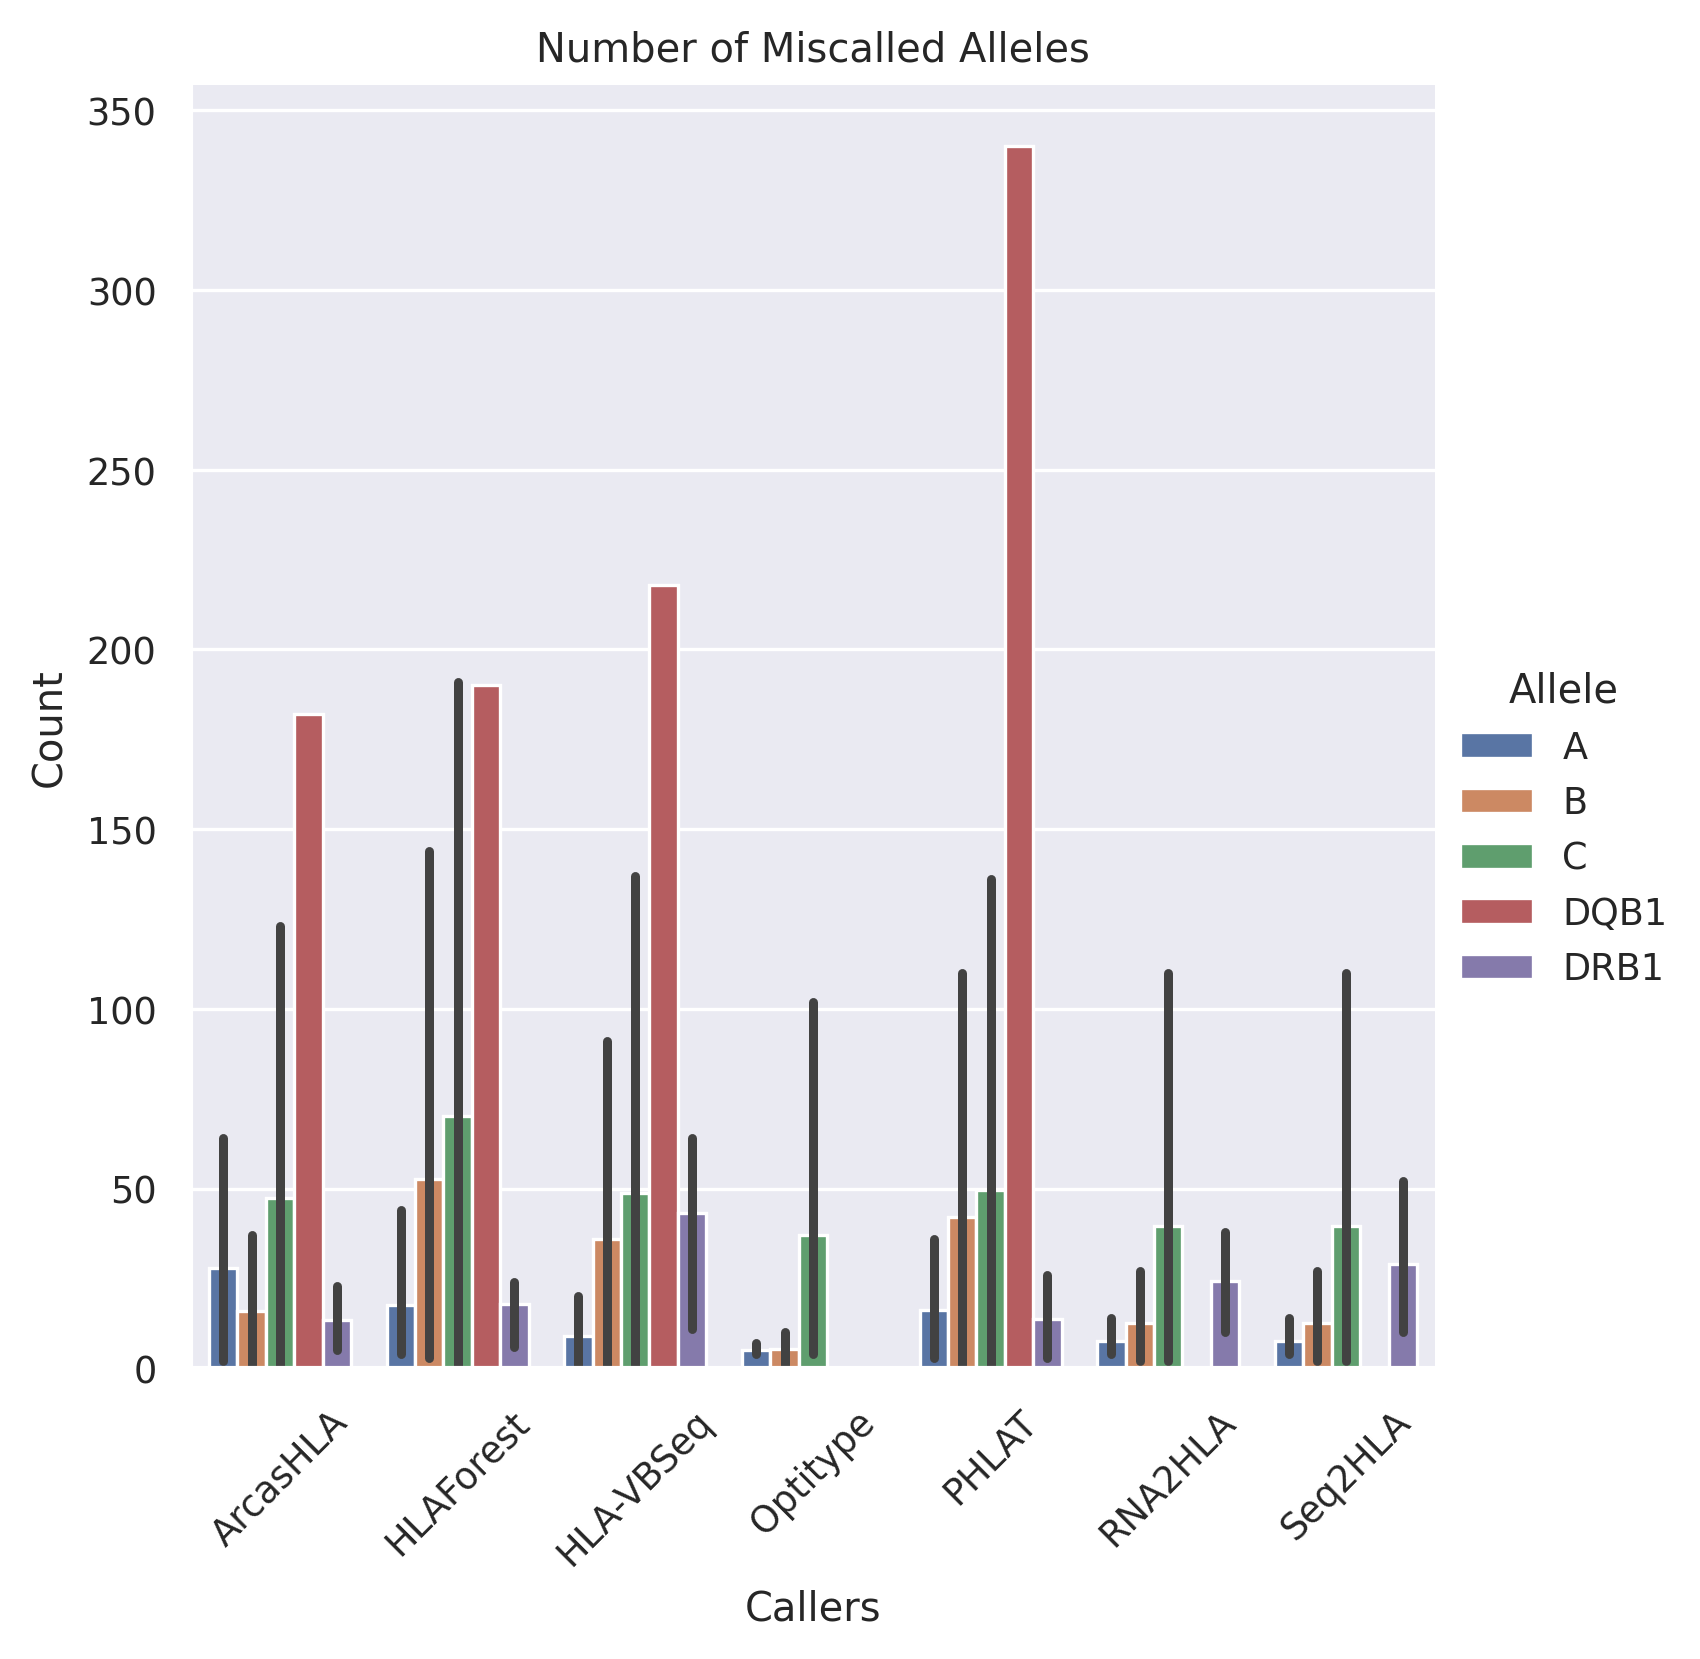 Number of Miscalled Alleles
350
300
250
200
150
100
50
0
Count
ArcasHLA
HLAForest
HLA-VBSeq
Optitype
PHLAT
RNA2HLA
Seq2HLA
Callers
Allele
A
B
C
DQB1
DRB1